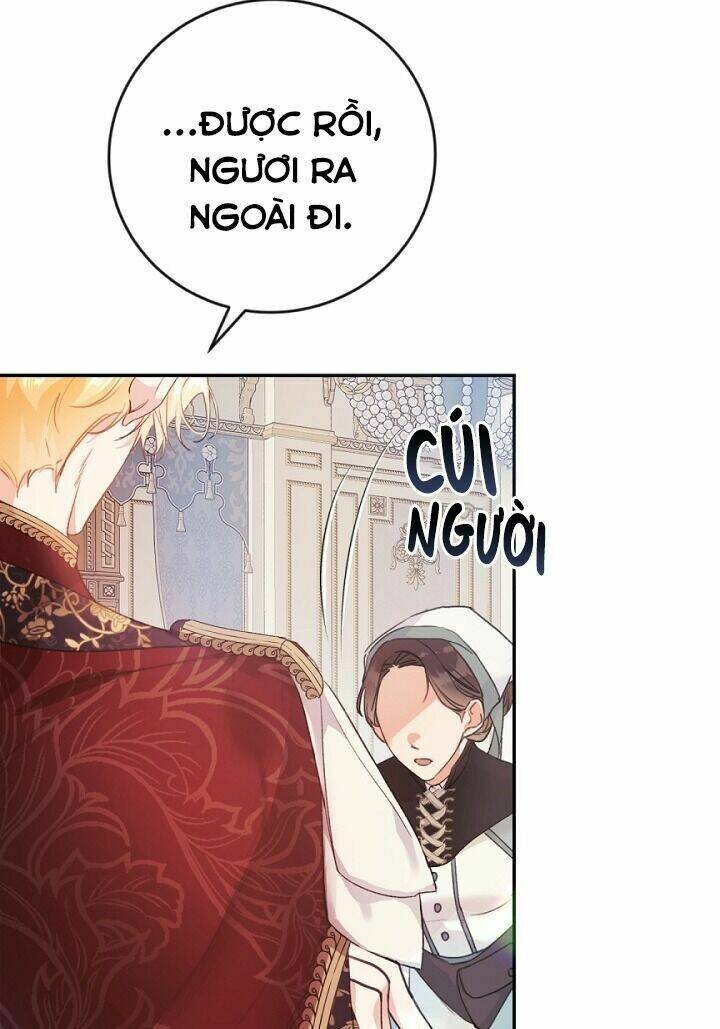 ...ĐƯỢC RỒI,
NGƯƠI RA
NGOÀI ĐI.
CÚI
NGƯỜI